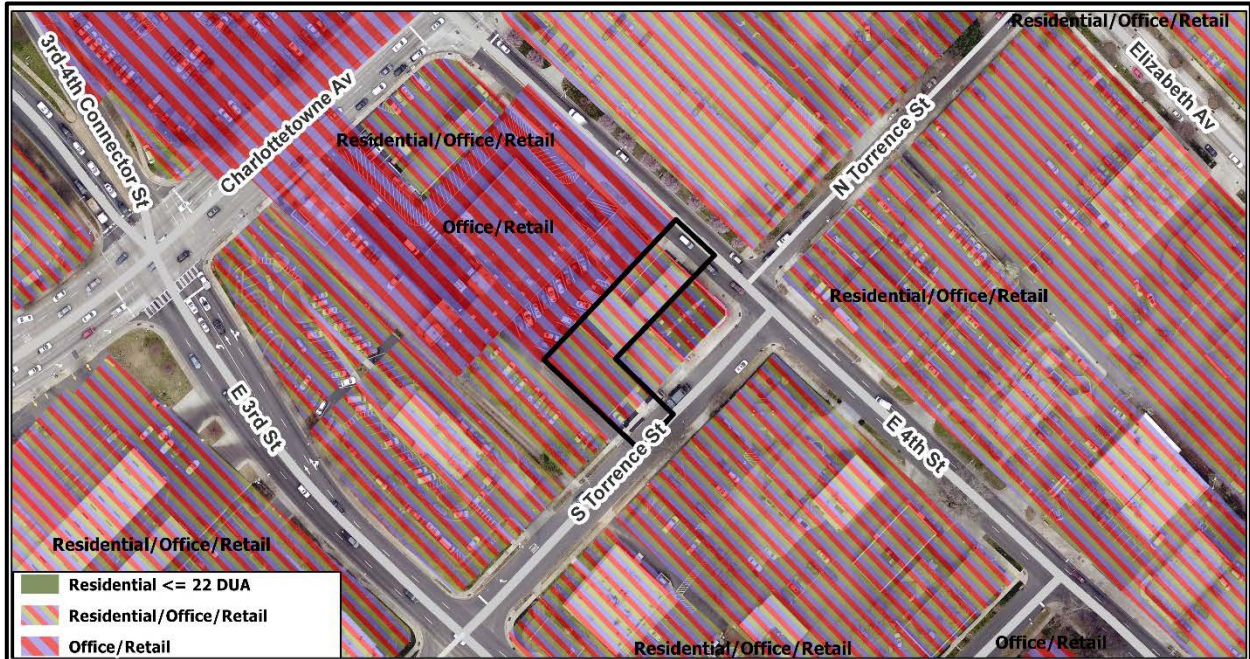 Residential/Office/Retail
3rd-4th Connector St
Charlottetowne Av
Elizabeth Av
Residential/Office/Retail
N Torrence St
Office/Retail
Residential/Office/Retail
E 3rd St
E 4th St
S Torrence St
Residential/Office/Retail
Residential <= 22 DUA
Residential/Office/Retail
Office/Retail
Residential/Office/Retail
Office/Retail